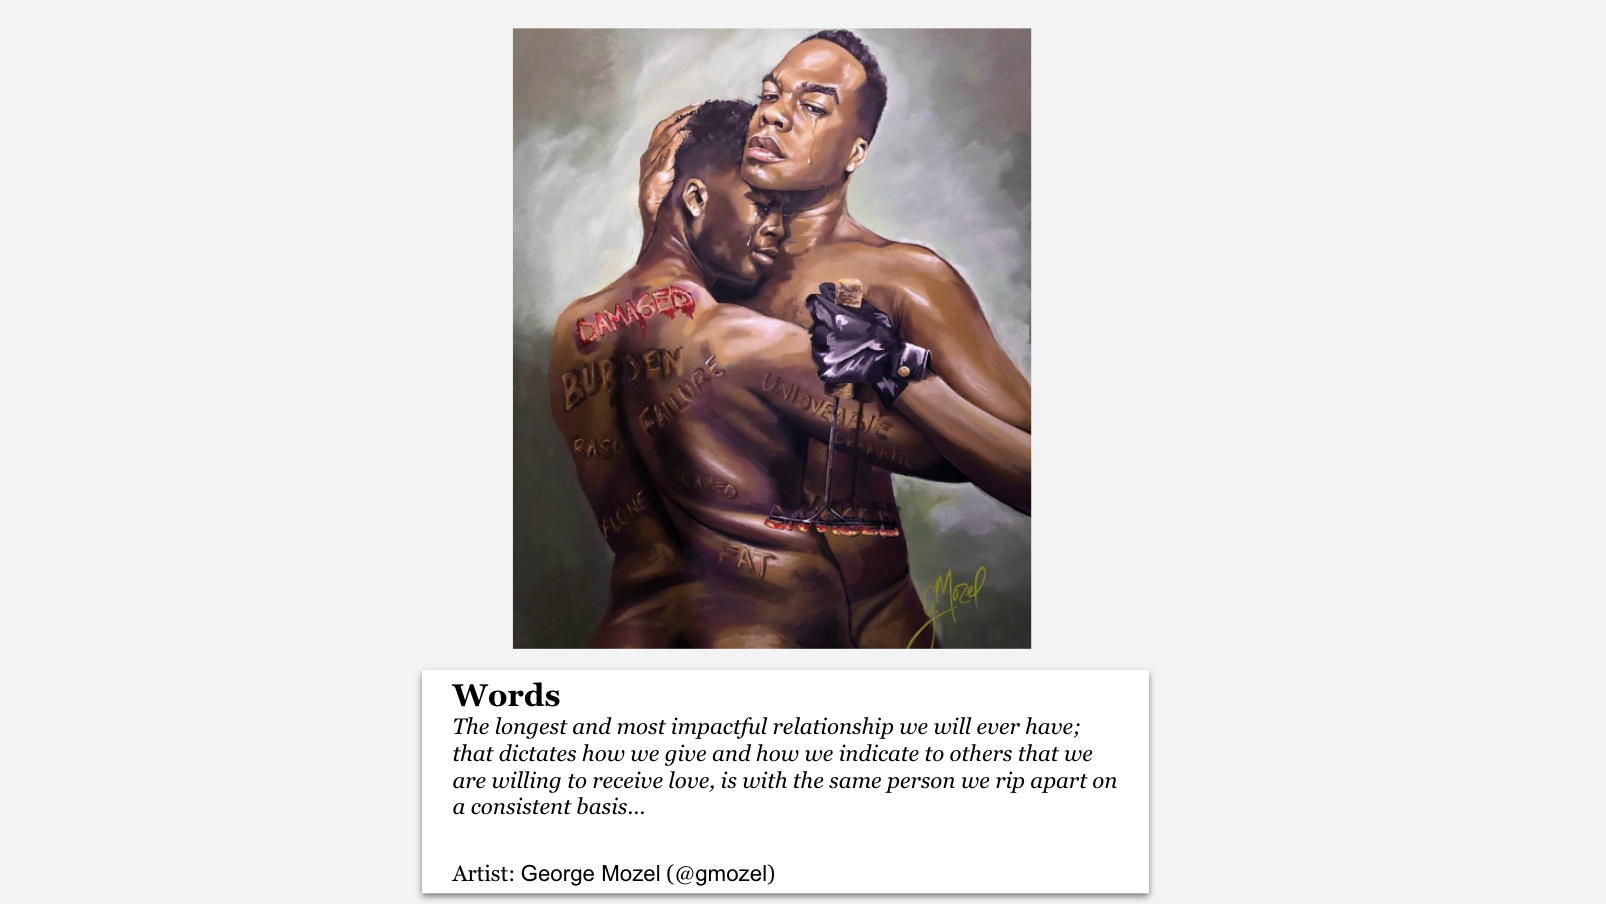 DAMAGED
BURDEN
FAILURE
UNLOVEABLE
DRAMATIC
TRASH
SCARED
ALONE
FAT
G.Mozel
Words
The longest and most impactful relationship we will ever have;
that dictates how we give and how we indicate to others that we
are willing to receive love, is with the same person we rip apart on
a consistent basis...
Artist: George Mozel (@gmozel)